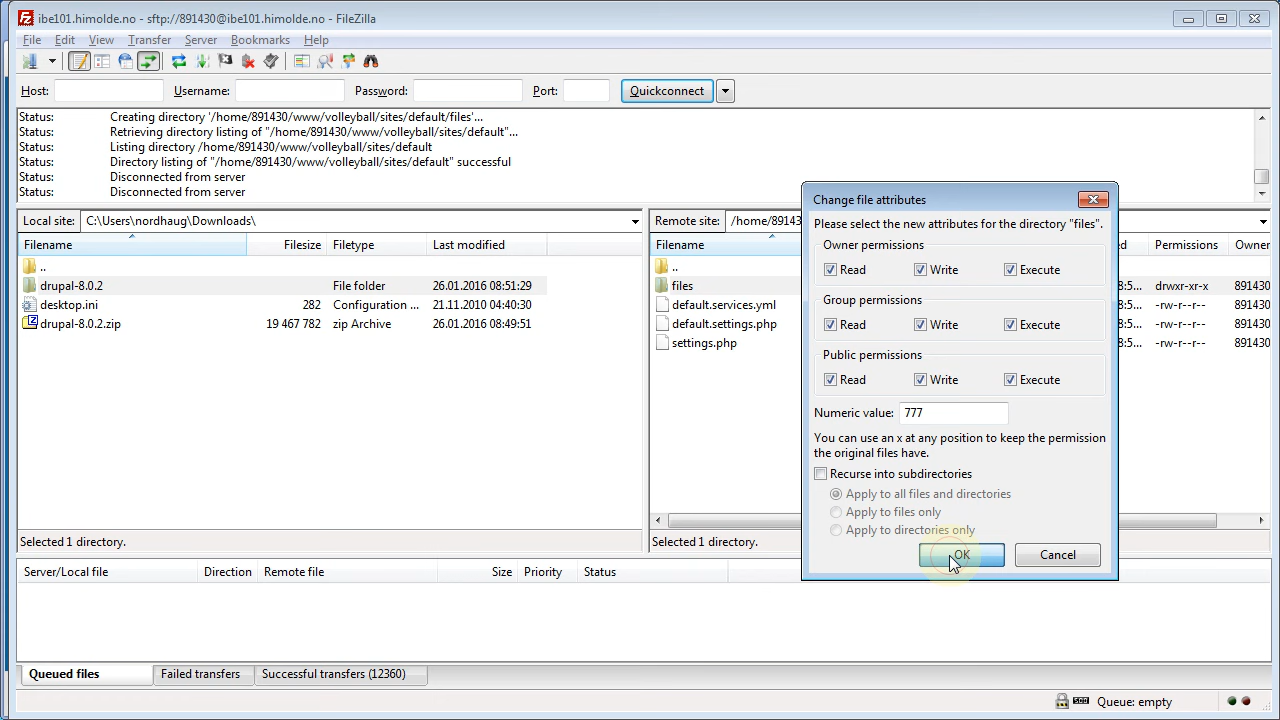 ibe101.himolde.no - sftp://891430@ibe101.himolde.no - FileZilla
File Edit View Transfer Server Bookmarks Help
Host: Username: Password: Port: Quickconnect
Status: Creating directory '/home/891430/www/volleyball/sites/default/files'...
Status: Retrieving directory listing of "/home/891430/www/volleyball/sites/default"...
Status: Listing directory /home/891430/www/volleyball/sites/default
Status: Directory listing of "/home/891430/www/volleyball/sites/default" successful
Status: Disconnected from server
Status: Disconnected from server
Local site: C:\Users\nordhaug\Downloads\
Filename Filesize Filetype Last modified
..
drupal-8.0.2 File folder 26.01.2016 08:51:29
desktop.ini 282 Configuration ... 21.11.2010 04:40:30
drupal-8.0.2.zip 19 467 782 zip Archive 26.01.2016 08:49:51
Selected 1 directory.
Remote site: /home/89143
Filename Permissions Owner
..
files drwxr-xr-x 891430
default.services.yml -rw-r--r-- 891430
default.settings.php -rw-r--r-- 891430
settings.php -rw-r--r-- 891430
Selected 1 directory.
Change file attributes
Please select the new attributes for the directory "files".
Owner permissions
Read Write Execute
Group permissions
Read Write Execute
Public permissions
Read Write Execute
Numeric value: 777
You can use an x at any position to keep the permission
the original files have.
Recurse into subdirectories
Apply to all files and directories
Apply to files only
Apply to directories only
OK Cancel
Server/Local file Direction Remote file Size Priority Status
Queued files Failed transfers Successful transfers (12360)
Queue: empty